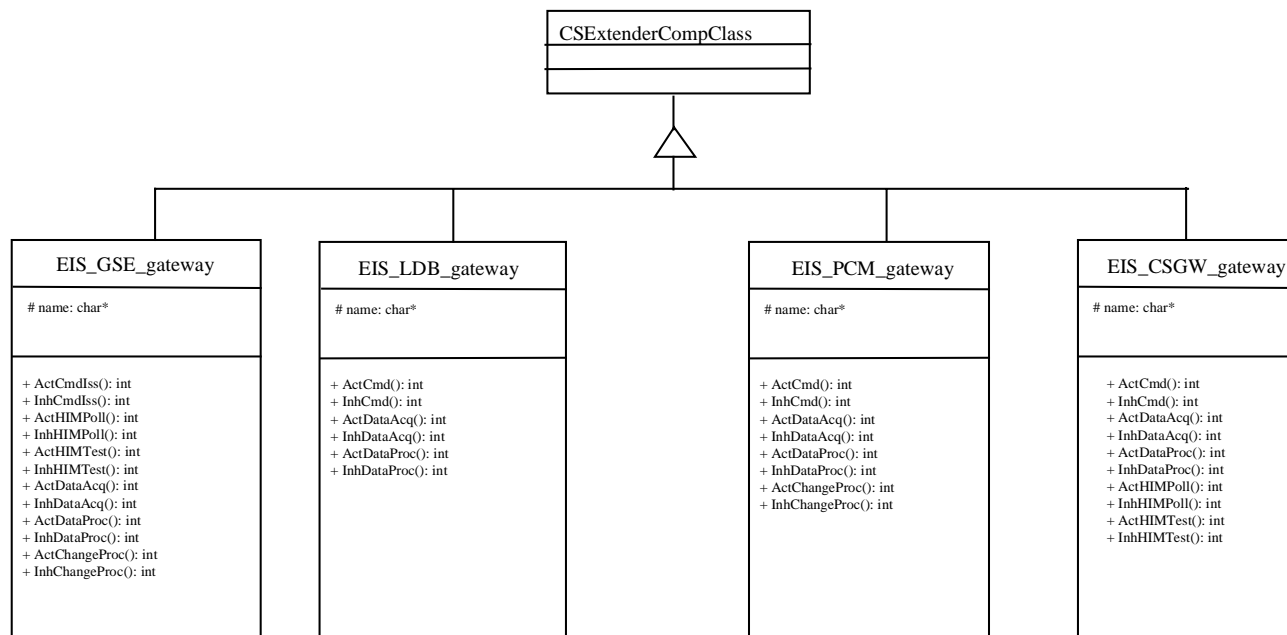 CSExtenderCompClass
EIS_GSE_gateway
# name: char*
+ ActCmdIss(): int
+ InhCmdIss(): int
+ ActHIMPoll(): int
+ InhHIMPoll(): int
+ ActHIMTest(): int
+ InhHIMTest(): int
+ ActDataAcq(): int
+ InhDataAcq(): int
+ ActDataProc(): int
+ InhDataProc(): int
+ ActChangeProc(): int
+ InhChangeProc(): int
EIS_LDB_gateway
# name: char*
+ ActCmd(): int
+ InhCmd(): int
+ ActDataAcq(): int
+ InhDataAcq(): int
+ ActDataProc(): int
+ InhDataProc(): int
EIS_PCM_gateway
# name: char*
+ ActCmd(): int
+ InhCmd(): int
+ ActDataAcq(): int
+ InhDataAcq(): int
+ ActDataProc(): int
+ InhDataProc(): int
+ ActChangeProc(): int
+ InhChangeProc(): int
EIS_CSGW_gateway
# name: char*
+ ActCmd(): int
+ InhCmd(): int
+ ActDataAcq(): int
+ InhDataAcq(): int
+ ActDataProc(): int
+ InhDataProc(): int
+ ActHIMPoll(): int
+ InhHIMPoll(): int
+ ActHIMTest(): int
+ InhHIMTest(): int